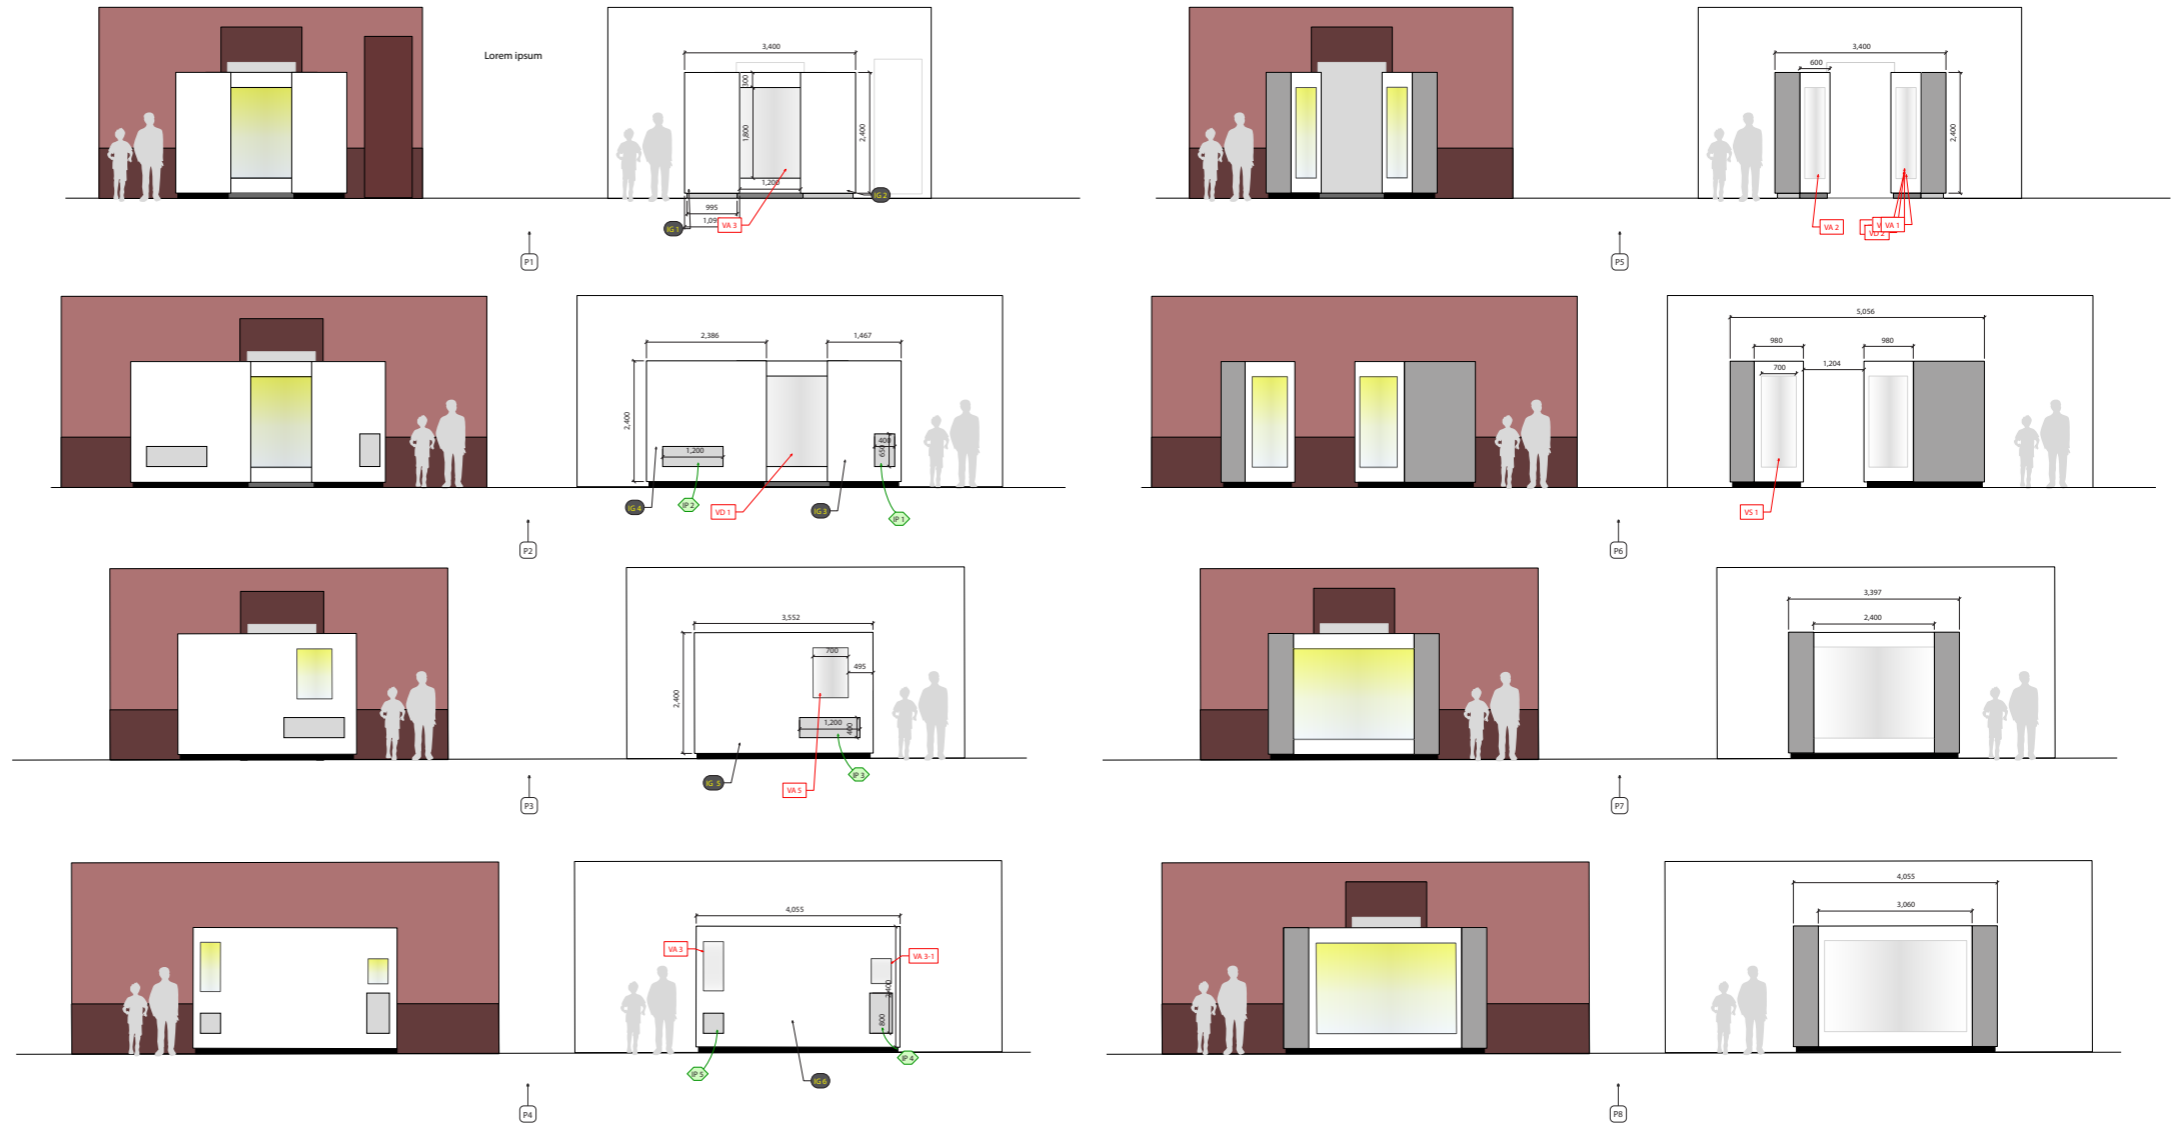 Lorem ipsum
3,400
300
1,800
2,400
1,200
995
IG 1
VA 3
IG 2
P1
3,400
600
2,400
VA 2
VD 2
VA 1
P5
2,386
1,467
2,400
1,200
400
650
IG 4
IP 2
VD 1
IG 3
IP 1
P2
5,056
980
980
1,204
700
VS 1
P6
3,552
700
495
2,400
1,200
400
IG 5
VA 5
IP 3
P3
3,397
2,400
P7
4,055
VA 3
VA 3-1
2,400
800
IP 5
IG 6
IP 4
P4
4,055
3,060
P8